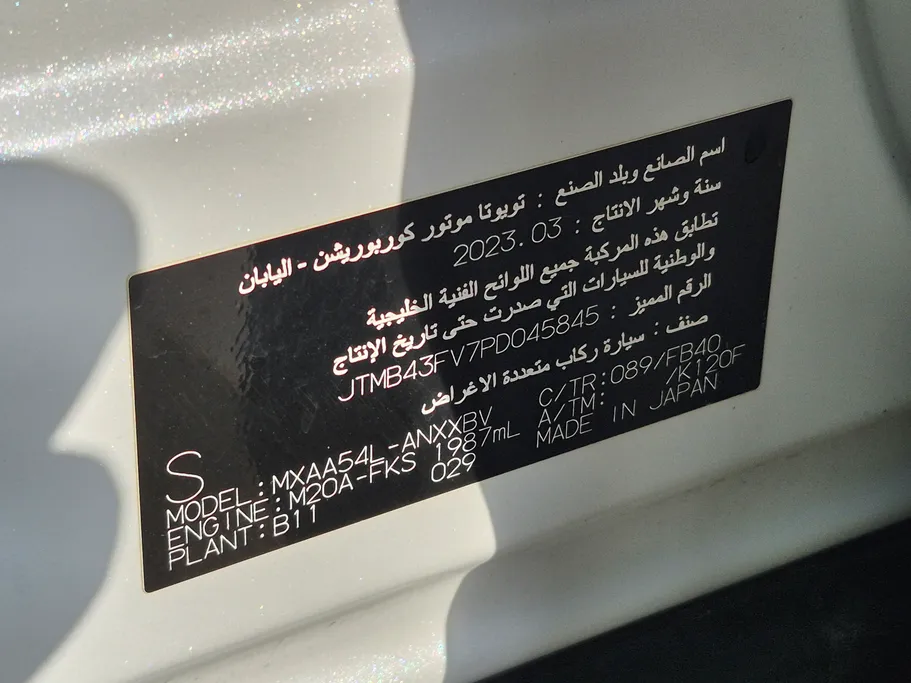 اسم الصانع وبلد الصنع : تويوتا موتور كوربوريشن - اليابان
سنة وشهر الانتاج : 2023.03
تطابق هذه المركبة جميع اللوائح الفنية الخليجية
والوطنية للسيارات التي صدرت حتى تاريخ الإنتاج
الرقم المميز : JTMB43FV7PD045845
صنف : سيارة ركاب متعددة الاغراض
S
MODEL:MXAA54L-ANXXBV C/TR:089/FB40
ENGINE:M20A-FKS 1987mL A/TM: /K120F
PLANT:B11 029 MADE IN JAPAN